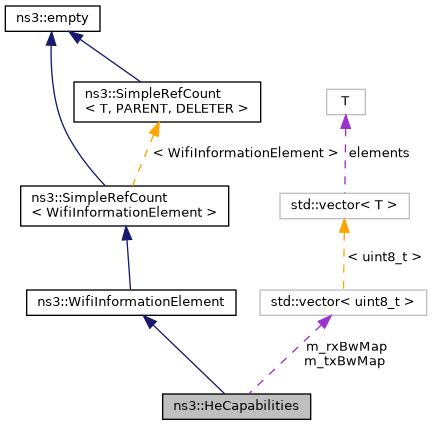 ns3::empty
ns3::SimpleRefCount
< T, PARENT, DELETER >
T
< WifiInformationElement >
elements
ns3::SimpleRefCount
< WifiInformationElement >
std::vector< T >
< uint8_t >
ns3::WifiInformationElement
std::vector< uint8_t >
m_rxBwMap
m_txBwMap
ns3::HeCapabilities